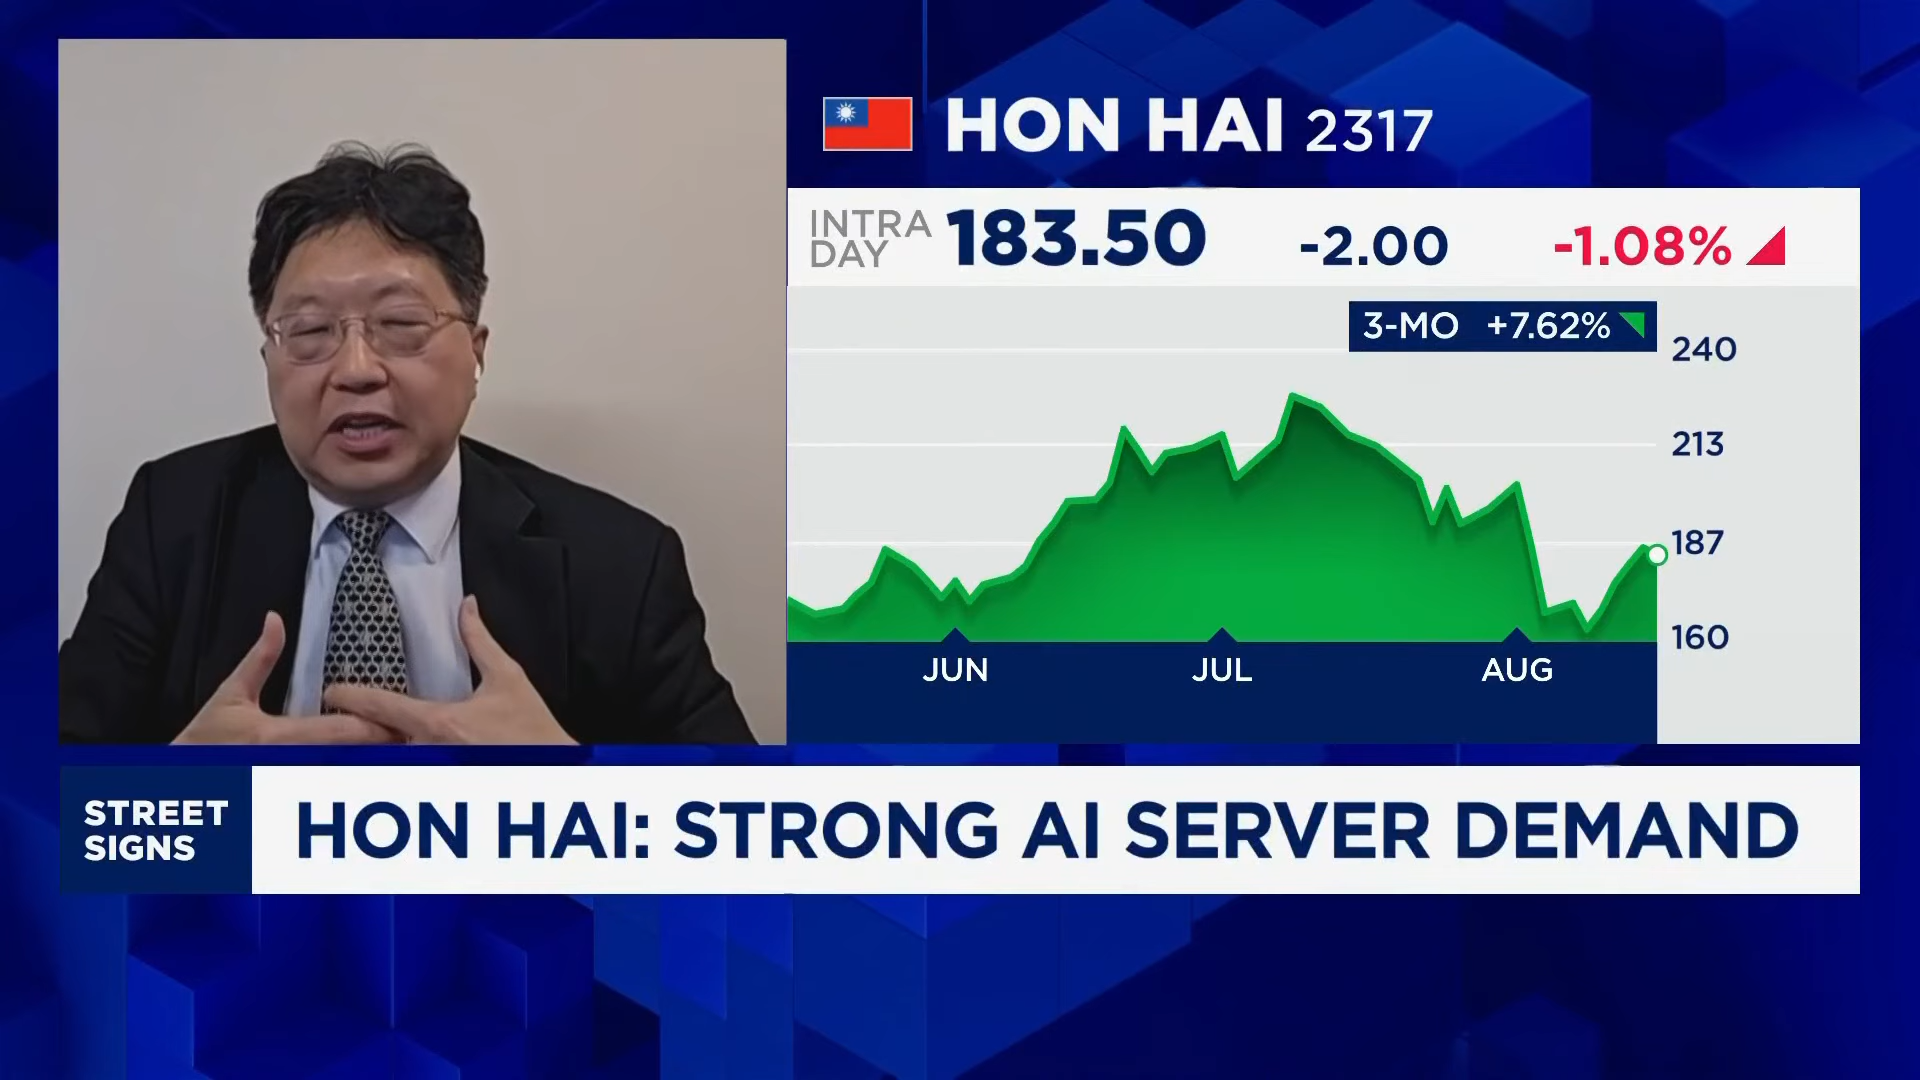 HON HAI 2317
INTRA
DAY
183.50 -2.00 -1.08%
3-MO +7.62%
240
213
187
160
JUN JUL AUG
STREET
SIGNS
HON HAI: STRONG AI SERVER DEMAND